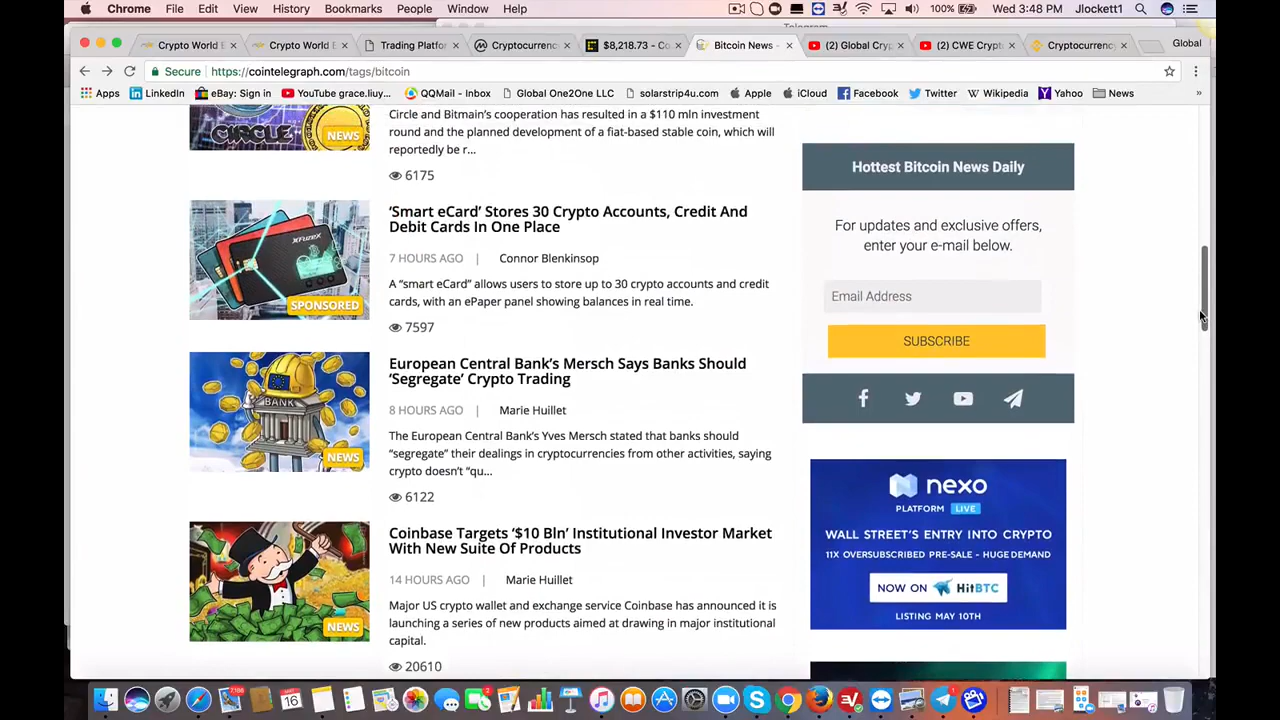 Chrome File Edit View History Bookmarks People Window Help 100% Wed 3:48 PM Jlockett1
Telegram
Crypto World E Crypto World E Trading Platfor Cryptocurrenc $8,218.73 - Co Bitcoin News - (2) Global Cryp (2) CWE Crypt Cryptocurrency Global
Secure https://cointelegraph.com/tags/bitcoin
Apps LinkedIn eBay: Sign in YouTube grace.liuy... QQMail - Inbox Global One2One LLC solarstrip4u.com Apple iCloud Facebook Twitter Wikipedia Yahoo News »
CIRCLE
NEWS
Circle and Bitmain's cooperation has resulted in a $110 mln investment
round and the planned development of a fiat-based stable coin, which will
reportedly be r...
6175
XFUZEX
SPONSORED
‘Smart eCard’ Stores 30 Crypto Accounts, Credit And
Debit Cards In One Place
7 HOURS AGO | Connor Blenkinsop
A “smart eCard” allows users to store up to 30 crypto accounts and credit
cards, with an ePaper panel showing balances in real time.
7597
BANK
NEWS
European Central Bank’s Mersch Says Banks Should
‘Segregate’ Crypto Trading
8 HOURS AGO | Marie Huillet
The European Central Bank’s Yves Mersch stated that banks should
“segregate” their dealings in cryptocurrencies from other activities, saying
crypto doesn’t “qu...
6122
NEWS
Coinbase Targets ‘$10 Bln’ Institutional Investor Market
With New Suite Of Products
14 HOURS AGO | Marie Huillet
Major US crypto wallet and exchange service Coinbase has announced it is
launching a series of new products aimed at drawing in major institutional
capital.
20610
Hottest Bitcoin News Daily
For updates and exclusive offers,
enter your e-mail below.
Email Address
SUBSCRIBE
nexo
PLATFORM LIVE
WALL STREET'S ENTRY INTO CRYPTO
11X OVERSUBSCRIBED PRE-SALE - HUGE DEMAND
NOW ON HitBTC
LISTING MAY 10TH
16